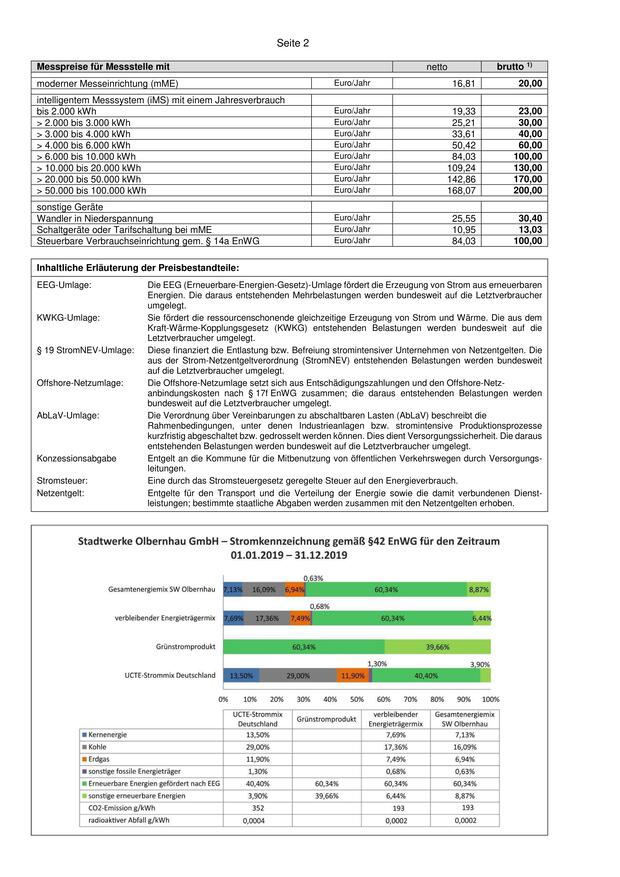 Seite 2
Messpreise für Messstelle mit netto brutto 1)
moderner Messeinrichtung (mME) Euro/Jahr 16,81 20,00
intelligentem Messsystem (iMS) mit einem Jahresverbrauch
bis 2.000 kWh Euro/Jahr 19,33 23,00
> 2.000 bis 3.000 kWh Euro/Jahr 25,21 30,00
> 3.000 bis 4.000 kWh Euro/Jahr 33,61 40,00
> 4.000 bis 6.000 kWh Euro/Jahr 50,42 60,00
> 6.000 bis 10.000 kWh Euro/Jahr 84,03 100,00
> 10.000 bis 20.000 kWh Euro/Jahr 109,24 130,00
> 20.000 bis 50.000 kWh Euro/Jahr 142,86 170,00
> 50.000 bis 100.000 kWh Euro/Jahr 168,07 200,00
sonstige Geräte
Wandler in Niederspannung Euro/Jahr 25,55 30,40
Schaltgeräte oder Tarifschaltung bei mME Euro/Jahr 10,95 13,03
Steuerbare Verbrauchseinrichtung gem. § 14a EnWG Euro/Jahr 84,03 100,00
Inhaltliche Erläuterung der Preisbestandteile:
EEG-Umlage: Die EEG (Erneuerbare-Energien-Gesetz)-Umlage fördert die Erzeugung von Strom aus erneuerbaren
Energien. Die daraus entstehenden Mehrbelastungen werden bundesweit auf die Letztverbraucher
umgelegt.
KWKG-Umlage: Sie fördert die ressourcenschonende gleichzeitige Erzeugung von Strom und Wärme. Die aus dem
Kraft-Wärme-Kopplungsgesetz (KWKG) entstehenden Belastungen werden bundesweit auf die
Letztverbraucher umgelegt.
§ 19 StromNEV-Umlage: Diese finanziert die Entlastung bzw. Befreiung stromintensiver Unternehmen von Netzentgelten. Die
aus der Strom-Netzentgeltverordnung (StromNEV) entstehenden Belastungen werden bundesweit
auf die Letztverbraucher umgelegt.
Offshore-Netzumlage: Die Offshore-Netzumlage setzt sich aus Entschädigungszahlungen und den Offshore-Netz-
anbindungskosten nach § 17f EnWG zusammen; die daraus entstehenden Belastungen werden
bundesweit auf die Letztverbraucher umgelegt.
AbLaV-Umlage: Die Verordnung über Vereinbarungen zu abschaltbaren Lasten (AbLaV) beschreibt die
Rahmenbedingungen, unter denen Industrieanlagen bzw. stromintensive Produktionsprozesse
kurzfristig abgeschaltet bzw. gedrosselt werden können. Dies dient Versorgungssicherheit. Die daraus
entstehenden Belastungen werden bundesweit auf die Letztverbraucher umgelegt.
Konzessionsabgabe Entgelt an die Kommune für die Mitbenutzung von öffentlichen Verkehrswegen durch Versorgungs-
leitungen.
Stromsteuer: Eine durch das Stromsteuergesetz geregelte Steuer auf den Energieverbrauch.
Netzentgelt: Entgelte für den Transport und die Verteilung der Energie sowie die damit verbundenen Dienst-
leistungen; bestimmte staatliche Abgaben werden zusammen mit den Netzentgelten erhoben.
Stadtwerke Olbernhau GmbH – Stromkennzeichnung gemäß §42 EnWG für den Zeitraum
01.01.2019 – 31.12.2019
0,63%
Gesamtenergiemix SW Olbernhau 7,13% 16,09% 6,94% 60,34% 8,87%
0,68%
verbleibender Energieträgermix 7,69% 17,36% 7,49% 60,34% 6,44%
Grünstromprodukt 60,34% 39,66%
1,30% 3,90%
UCTE-Strommix Deutschland 13,50% 29,00% 11,90% 40,40%
0% 10% 20% 30% 40% 50% 60% 70% 80% 90% 100%
UCTE-Strommix Grünstromprodukt verbleibender Gesamtenergiemix
Deutschland Energieträgermix SW Olbernhau
Kernenergie 13,50% 7,69% 7,13%
Kohle 29,00% 17,36% 16,09%
Erdgas 11,90% 7,49% 6,94%
sonstige fossile Energieträger 1,30% 0,68% 0,63%
Erneuerbare Energien gefördert nach EEG 40,40% 60,34% 60,34% 60,34%
sonstige erneuerbare Energien 3,90% 39,66% 6,44% 8,87%
CO2-Emission g/kWh 352 193 193
radioaktiver Abfall g/kWh 0,0004 0,0002 0,0002